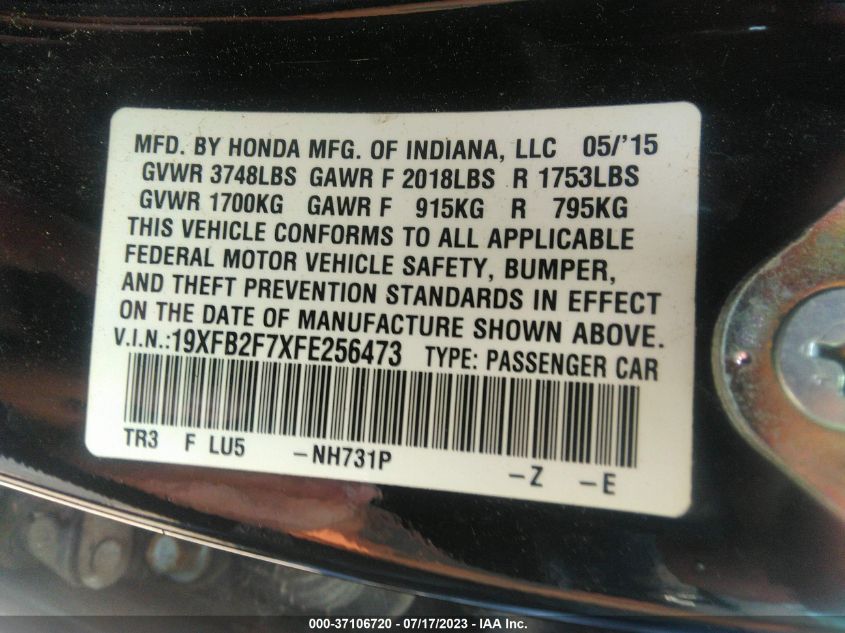 MFD. BY HONDA MFG. OF INDIANA, LLC 05/'15
GVWR 3748LBS GAWR F 2018LBS R 1753LBS
GVWR 1700KG GAWR F 915KG R 795KG
THIS VEHICLE CONFORMS TO ALL APPLICABLE
FEDERAL MOTOR VEHICLE SAFETY, BUMPER,
AND THEFT PREVENTION STANDARDS IN EFFECT
ON THE DATE OF MANUFACTURE SHOWN ABOVE.
V.I.N.:19XFB2F7XFE256473 TYPE: PASSENGER CAR
TR3 F LU5 –NH731P –Z –E
000-37106720 / 07/17/2023 - © IAA Inc.